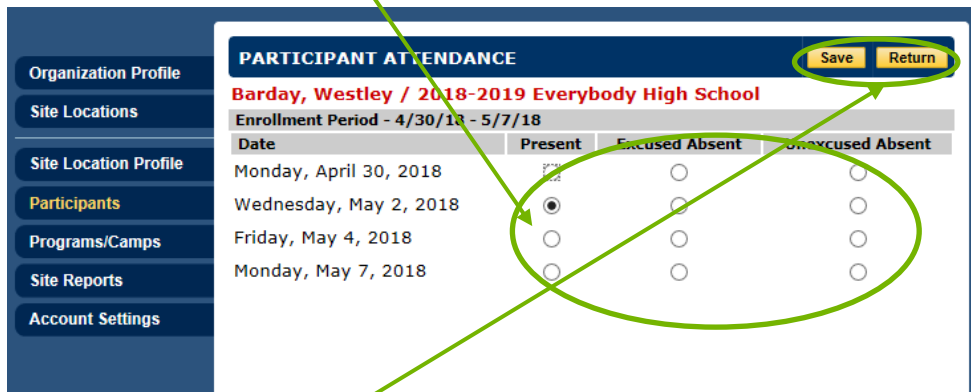 Organization Profile
Site Locations
Site Location Profile
Participants
Programs/Camps
Site Reports
Account Settings
PARTICIPANT ATTENDANCE
Save Return
Barday, Westley / 2018-2019 Everybody High School
Enrollment Period - 4/30/18 - 5/7/18
Date Present Excused Absent Unexcused Absent
Monday, April 30, 2018
Wednesday, May 2, 2018
Friday, May 4, 2018
Monday, May 7, 2018